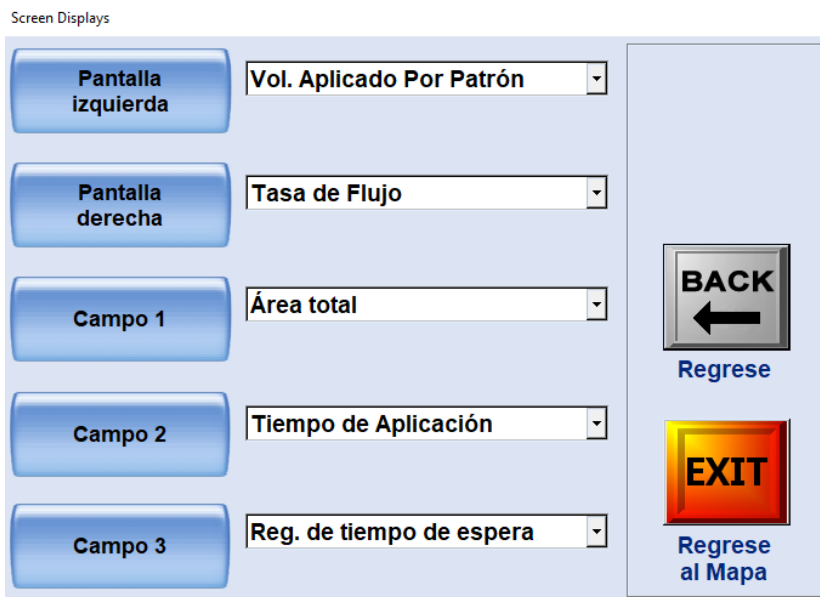 Screen Displays
Pantalla
izquierda
Vol. Aplicado Por Patrón
Pantalla
derecha
Tasa de Flujo
Campo 1
Área total
Campo 2
Tiempo de Aplicación
Campo 3
Reg. de tiempo de espera
BACK
Regrese
EXIT
Regrese
al Mapa